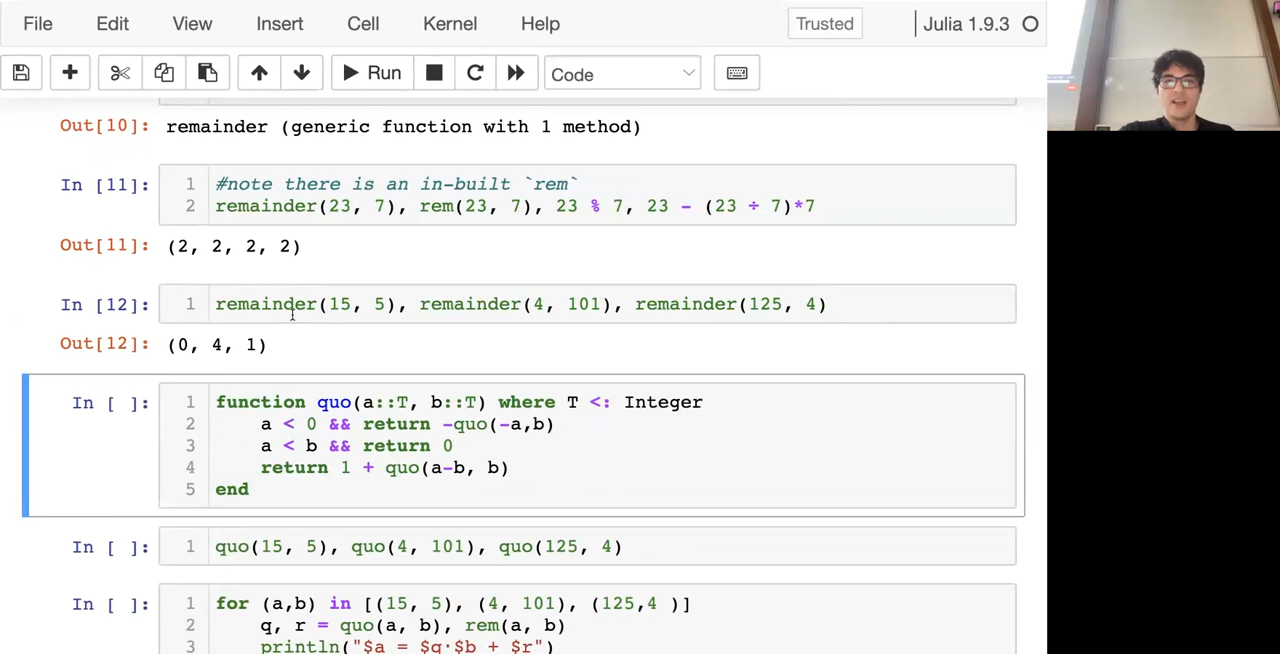 File Edit View Insert Cell Kernel Help Trusted Julia 1.9.3
Run Code
Out[10]: remainder (generic function with 1 method)
In [11]: 1 #note there is an in-built `rem`
2 remainder(23, 7), rem(23, 7), 23 % 7, 23 - (23 ÷ 7)*7
Out[11]: (2, 2, 2, 2)
In [12]: 1 remainder(15, 5), remainder(4, 101), remainder(125, 4)
Out[12]: (0, 4, 1)
In [ ]: 1 function quo(a::T, b::T) where T <: Integer
2 a < 0 && return -quo(-a,b)
3 a < b && return 0
4 return 1 + quo(a-b, b)
5 end
In [ ]: 1 quo(15, 5), quo(4, 101), quo(125, 4)
In [ ]: 1 for (a,b) in [(15, 5), (4, 101), (125,4 )]
2 q, r = quo(a, b), rem(a, b)
3 println("$a = $q⋅$b + $r")